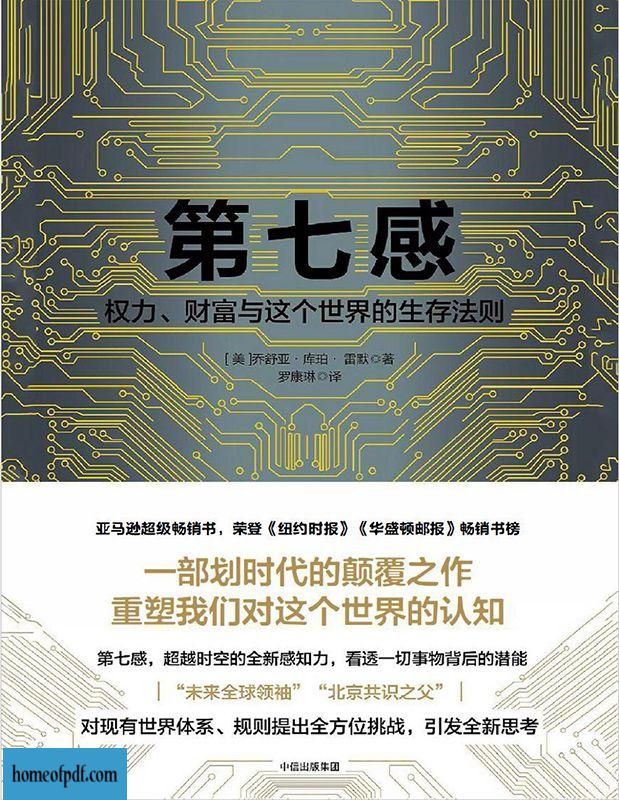 第七感
权力、财富与这个世界的生存法则
[ 美 ]乔舒亚·库珀· 雷默◎著
罗康琳◎译
亚马逊超级畅销书，荣登《纽约时报》《华盛顿邮报》畅销书榜
一部划时代的颠覆之作
重塑我们对这个世界的认知
第七感，超越时空的全新感知力，看透一切事物背后的潜能
| “未来全球领袖” “北京共识之父” |
对现有世界体系、规则提出全方位挑战，引发全新思考
中信出版集团
homeofpdf.com